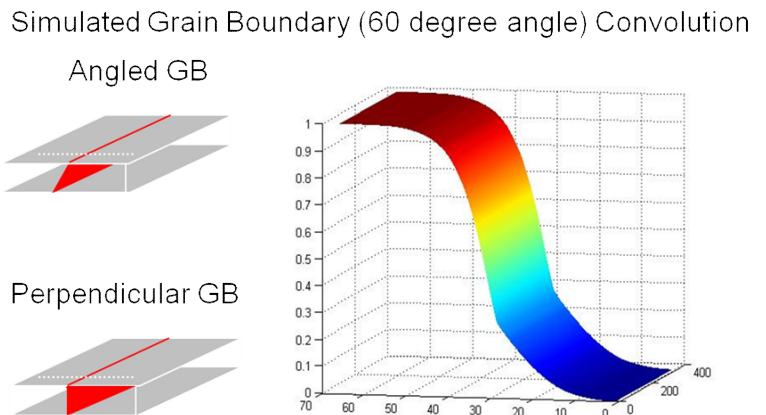 Simulated Grain Boundary (60 degree angle) Convolution
Angled GB
Perpendicular GB
1
0.9
0.8
0.7
0.6
0.5
0.4
0.3
0.2
0.1
0
70 60 50 40 30 20 10 0
0 200 400